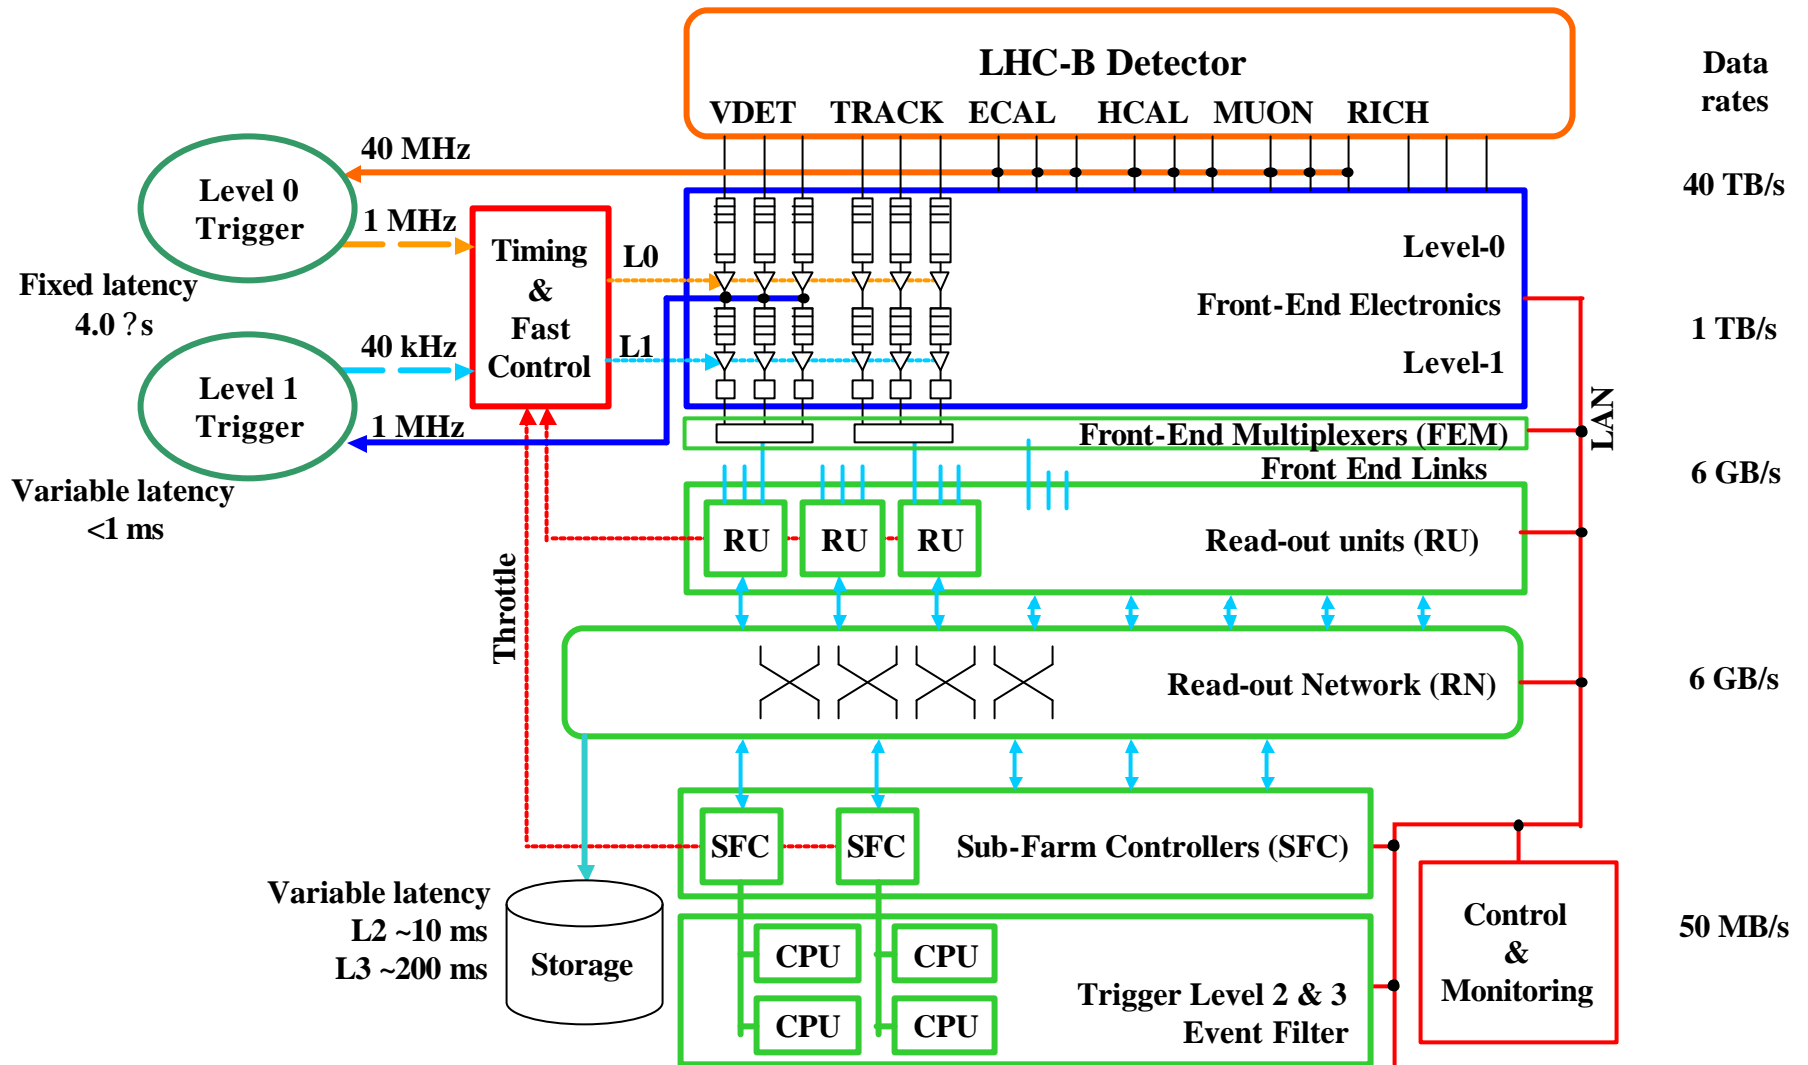 LHC-B Detector
VDET TRACK ECAL HCAL MUON RICH
Data
rates
40 MHz
Level 0
Trigger
1 MHz
Fixed latency
4.0 ?s
40 kHz
Level 1
Trigger
1 MHz
Variable latency
<1 ms
Timing
&
Fast
Control
L0
L1
Level-0
Front-End Electronics
Level-1
40 TB/s
1 TB/s
LAN
Front-End Multiplexers (FEM)
Front End Links
6 GB/s
RU
RU
RU
Read-out units (RU)
Throttle
Read-out Network (RN)
6 GB/s
SFC
SFC
Sub-Farm Controllers (SFC)
Variable latency
L2 ~10 ms
L3 ~200 ms
Storage
CPU
CPU
CPU
CPU
Trigger Level 2 & 3
Event Filter
Control
&
Monitoring
50 MB/s